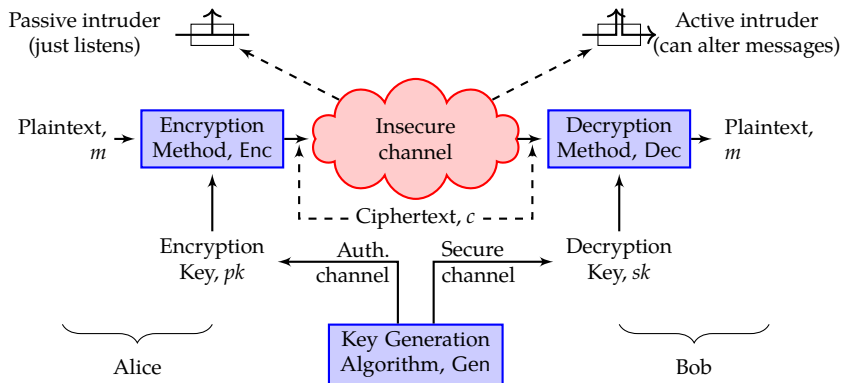 Passive intruder
(just listens)
Active intruder
(can alter messages)
Plaintext,
m
Encryption
Method, Enc
Insecure
channel
Decryption
Method, Dec
Plaintext,
m
Ciphertext, c
Encryption
Key, pk
Auth.
channel
Secure
channel
Decryption
Key, sk
Key Generation
Algorithm, Gen
Alice
Bob